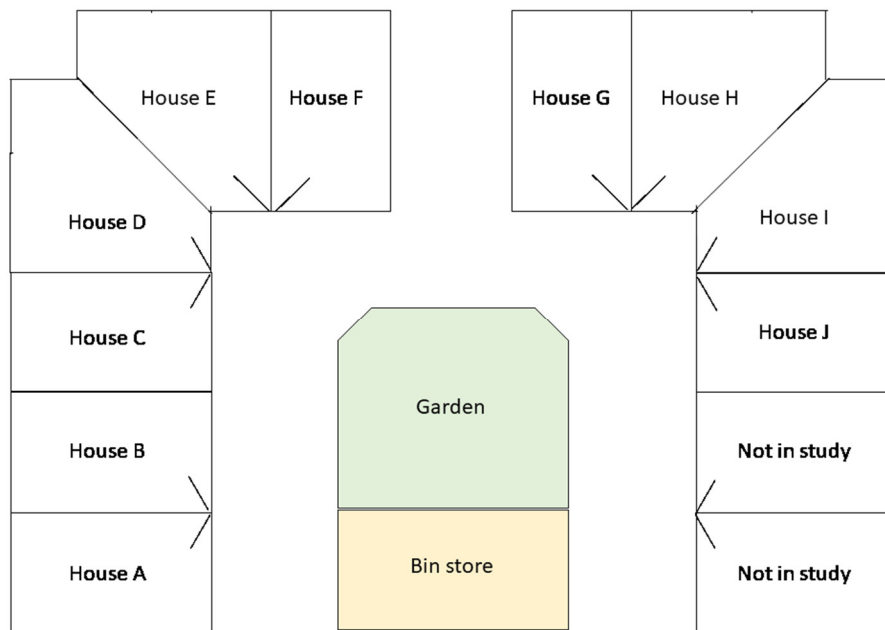 House E
House F
House G
House H
House D
House I
House C
House J
Garden
House B
Not in study
Bin store
House A
Not in study